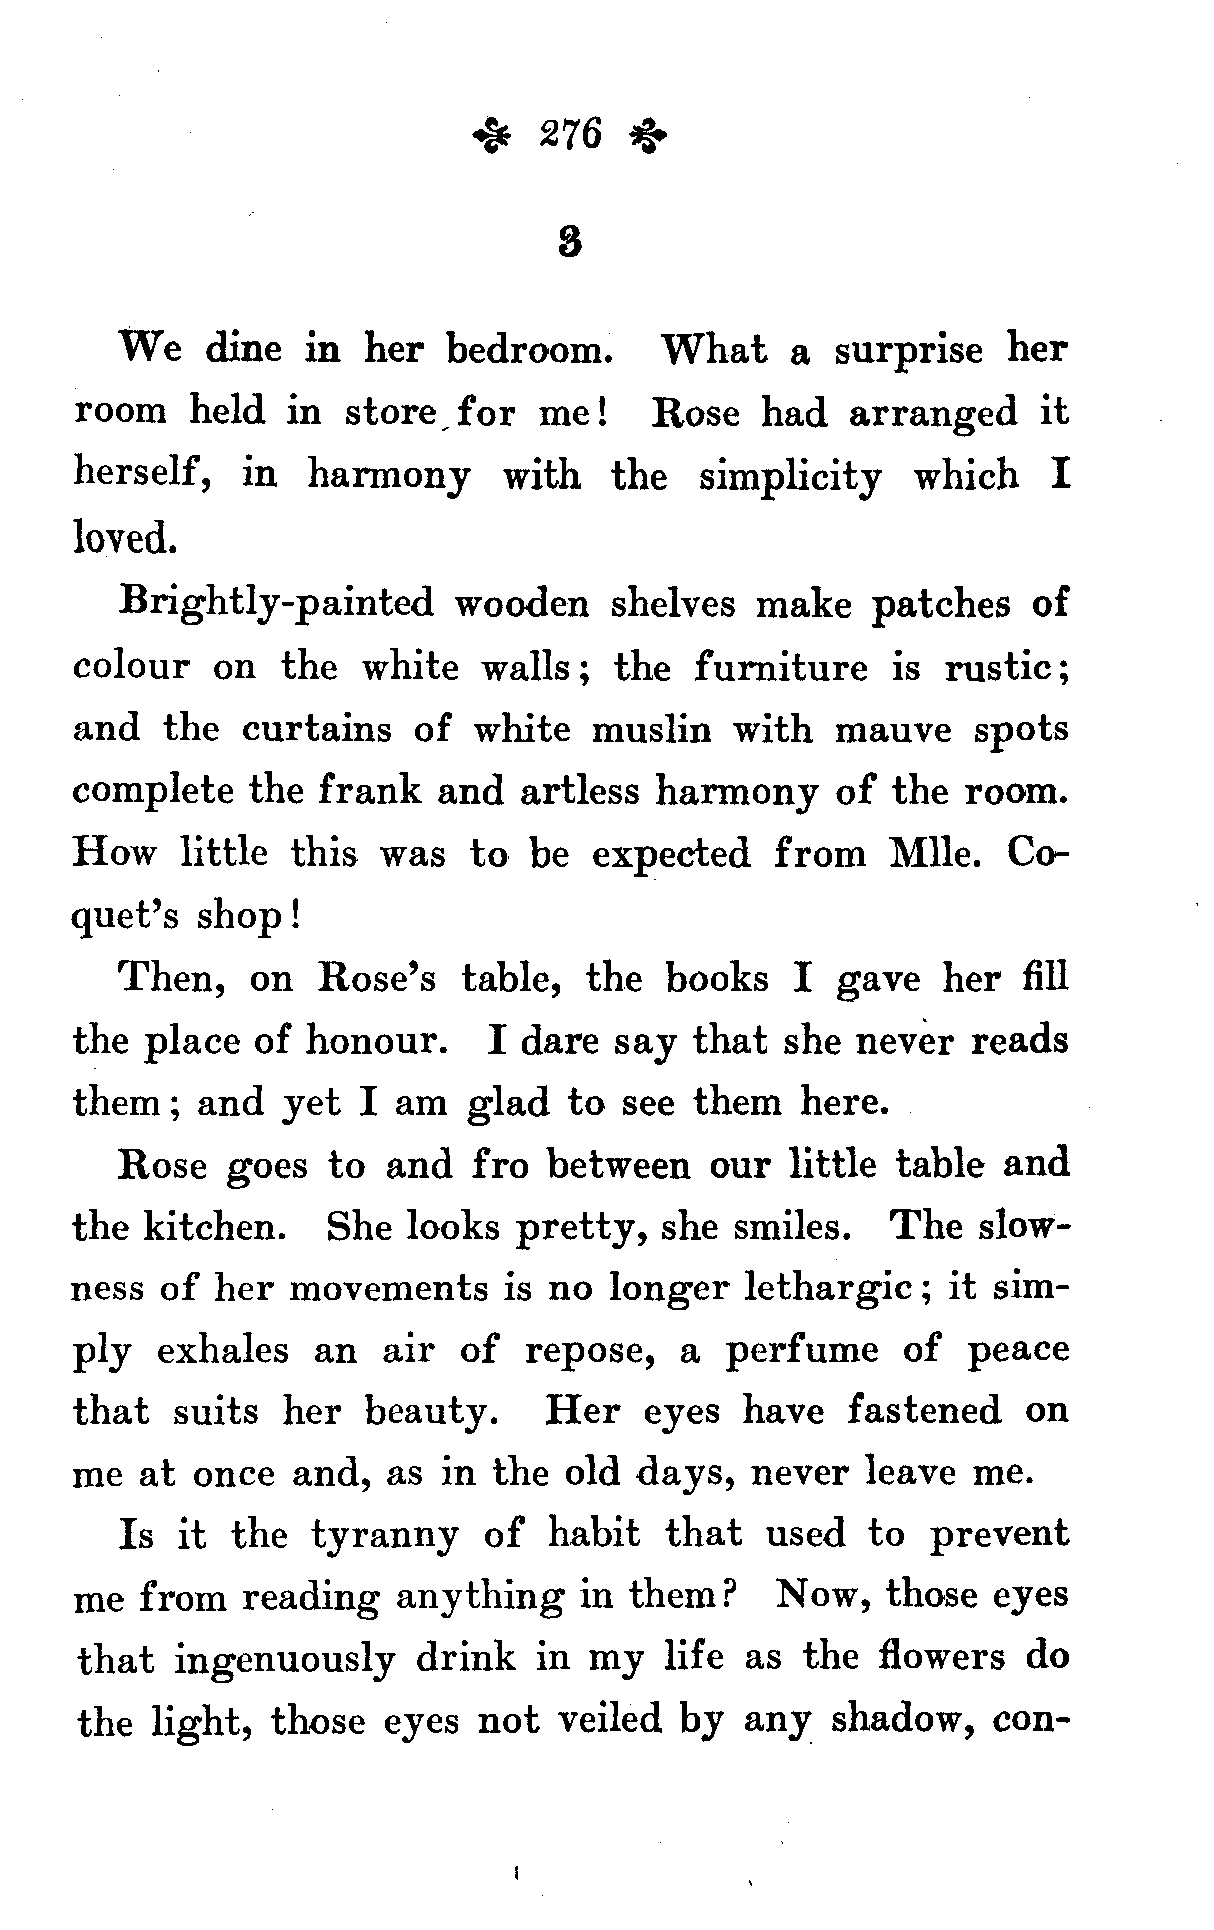 276
3
We dine in her bedroom. What a surprise her
room held in store for me! Rose had arranged it
herself, in harmony with the simplicity which I
loved.
Brightly-painted wooden shelves make patches of
colour on the white walls; the furniture is rustic;
and the curtains of white muslin with mauve spots
complete the frank and artless harmony of the room.
How little this was to be expected from Mlle. Co-
quet's shop!
Then, on Rose's table, the books I gave her fill
the place of honour. I dare say that she never reads
them; and yet I am glad to see them here.
Rose goes to and fro between our little table and
the kitchen. She looks pretty, she smiles. The slow-
ness of her movements is no longer lethargic; it sim-
ply exhales an air of repose, a perfume of peace
that suits her beauty. Her eyes have fastened on
me at once and, as in the old days, never leave me.
Is it the tyranny of habit that used to prevent
me from reading anything in them? Now, those eyes
that ingenuously drink in my life as the flowers do
the light, those eyes not veiled by any shadow, con-